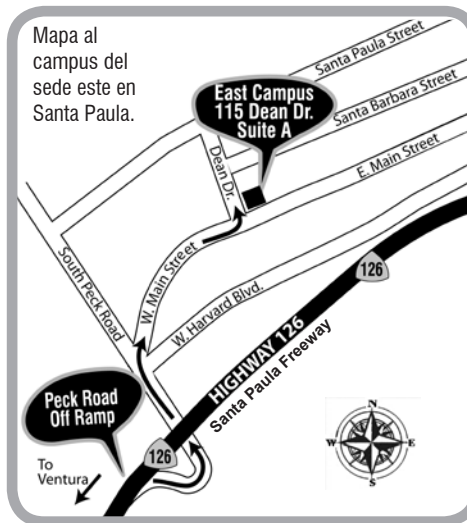 Mapa al
campus del
sede este en
Santa Paula.
Santa Paula Street
East Campus
115 Dean Dr.
Suite A
Santa Barbara Street
Dean Dr.
E. Main Street
South Peck Road
W. Main Street
W. Harvard Blvd.
126
HIGHWAY 126
Santa Paula Freeway
Peck Road
Off Ramp
126
To
Ventura
N
W
E
S